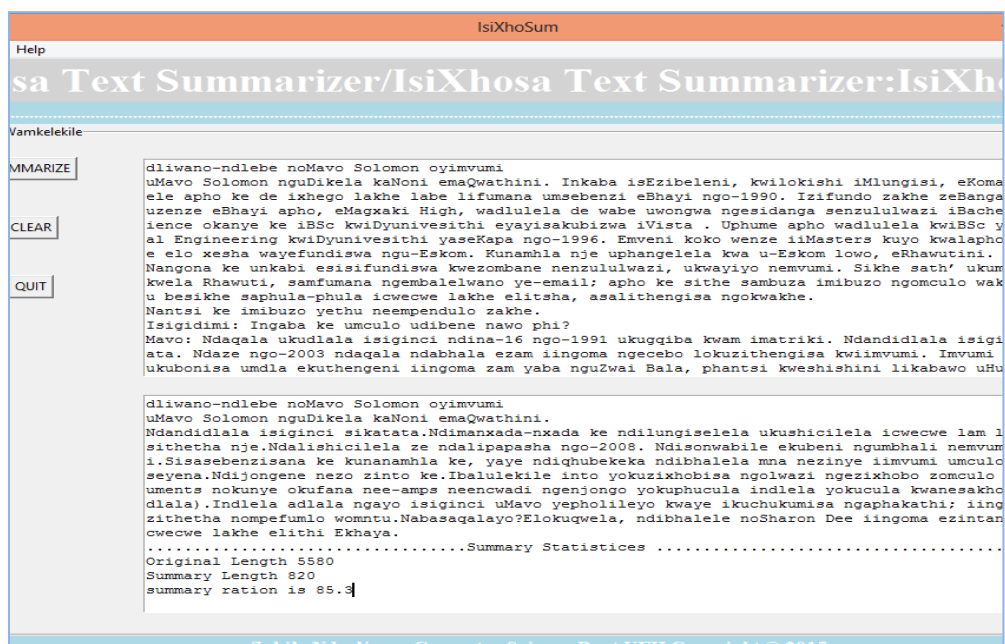 IsiXhoSum
Help
sa Text Summarizer/IsiXhosa Text Summarizer:IsiXh
Wamkelekile
MMARIZE
CLEAR
QUIT
dliwano-ndlebe noMavo Solomon oyimvumi
uMavo Solomon nguDikela kaNoni emaQwathini. Inkaba isEzibeleni, kwilokishi iMlungisi, eKoma
ele apho ke de ixhego lakhe labe lifumana umsebenzi eBhayi ngo-1990. Izifundo zakhe zeBanga
uzenze eBhayi apho, eMagxaki High, wadlulela de wabe uwongwa ngesidanga senzululwazi iBache
ience okanye ke iBSc kwiDyunivesithi eyayisakubizwa iVista . Uphume apho wadlulela kwiBSc y
al Engineering kwiDyunivesithi yaseKapa ngo-1996. Emveni koko wenze iiMasters kuyo kwalapho
e elo xesha wayefundiswa ngu-Eskom. Kunamhla nje uphangelela kwa u-Eskom lowo, eRhawutini.
Nangona ke unkabi esisifundiswa kwezombane nenzululwazi, ukwayiyo nemvumi. Sikhe sath' ukum
kwela Rhawuti, samfumana ngembalelwano ye-email; apho ke sithe sambuza imibuzo ngomculo wak
u besikhe saphula-phula icwecwe lakhe elitsha, asalithengisa ngokwakhe.
Nantsi ke imibuzo yethu neempendulo zakhe.
Isigidimi: Ingaba ke umculo udibene nawo phi?
Mavo: Ndaqala ukudlala isiginci ndina-16 ngo-1991 ukugqiba kwam imatriki. Ndandidlala isigi
ata. Ndaze ngo-2003 ndaqala ndabhala ezam iingoma ngecebo lokuzithengisa kwiimvumi. Imvumi
ukubonisa umdla ekuthengeni iingoma zam yaba nguZwai Bala, phantsi kweshishini likabawo uHu
dliwano-ndlebe noMavo Solomon oyimvumi
uMavo Solomon nguDikela kaNoni emaQwathini.
Ndandidlala isiginci sikatata.Ndimanxada-nxada ke ndilungiselela ukushicilela icwecwe lam l
sithetha nje.Ndalishicilela ze ndalipapasha ngo-2008. Ndisonwabile ekubeni ngumbhali nemvum
i.Sisasebenzisana ke kunanamhla ke, yaye ndiqhubekeka ndibhalela mna nezinye iimvumi umculo
seyena.Ndijongene nezo zinto ke.Ibalulekile into yokuzixhobisa ngolwazi ngezixhobo zomculo
uments nokunye okufana nee-amps neencwadi ngenjongo yokuphucula indlela yokucula kwanesakho
dlala).Indlela adlala ngayo isiginci uMavo yepholileyo kwaye ikuchukumisa ngaphakathi; iing
zithetha nompefumlo womntu.Nabasaqalayo?Elokuqwela, ndibhalele noSharon Dee iingoma ezintan
cwecwe lakhe elithi Ekhaya.
................................Summary Statistices ...................................
Original Length 5580
Summary Length 820
summary ration is 85.3